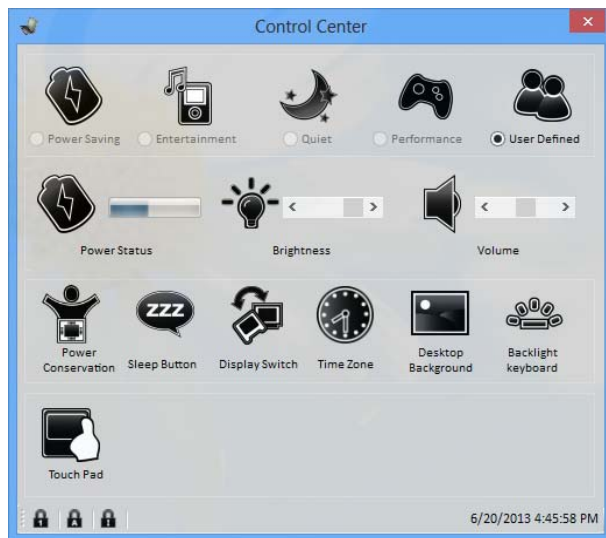 Control Center
Power Saving
Entertainment
Quiet
Performance
User Defined
Power Status
Brightness
Volume
ZZZ
Power
Conservation
Sleep Button
Display Switch
Time Zone
Desktop
Background
Backlight
keyboard
Touch Pad
6/20/2013 4:45:58 PM